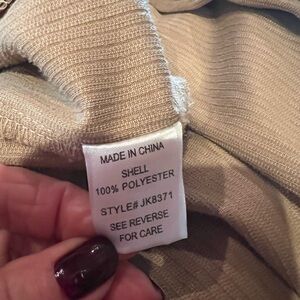 MADE IN CHINA
SHELL
100% POLYESTER
STYLE# JK8371
SEE REVERSE
FOR CARE